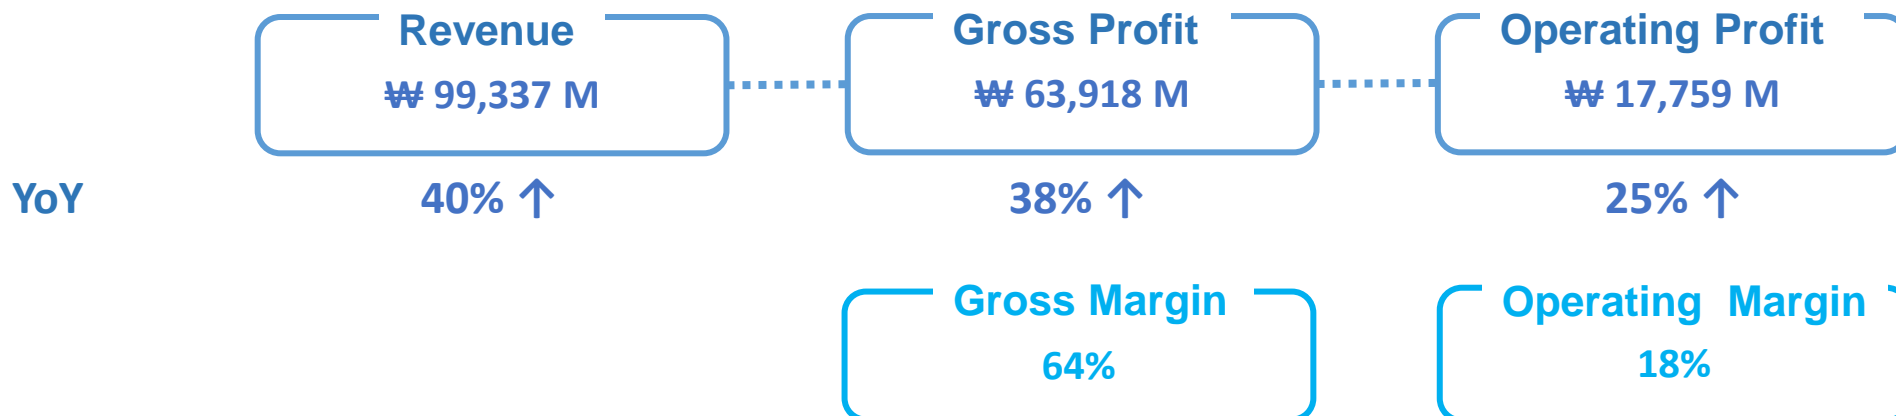 Revenue Gross Profit Operating Profit
₩ 99,337 M ₩ 63,918 M ₩ 17,759 M
YoY 40% ↑ 38% ↑ 25% ↑
Gross Margin Operating Margin
64% 18%